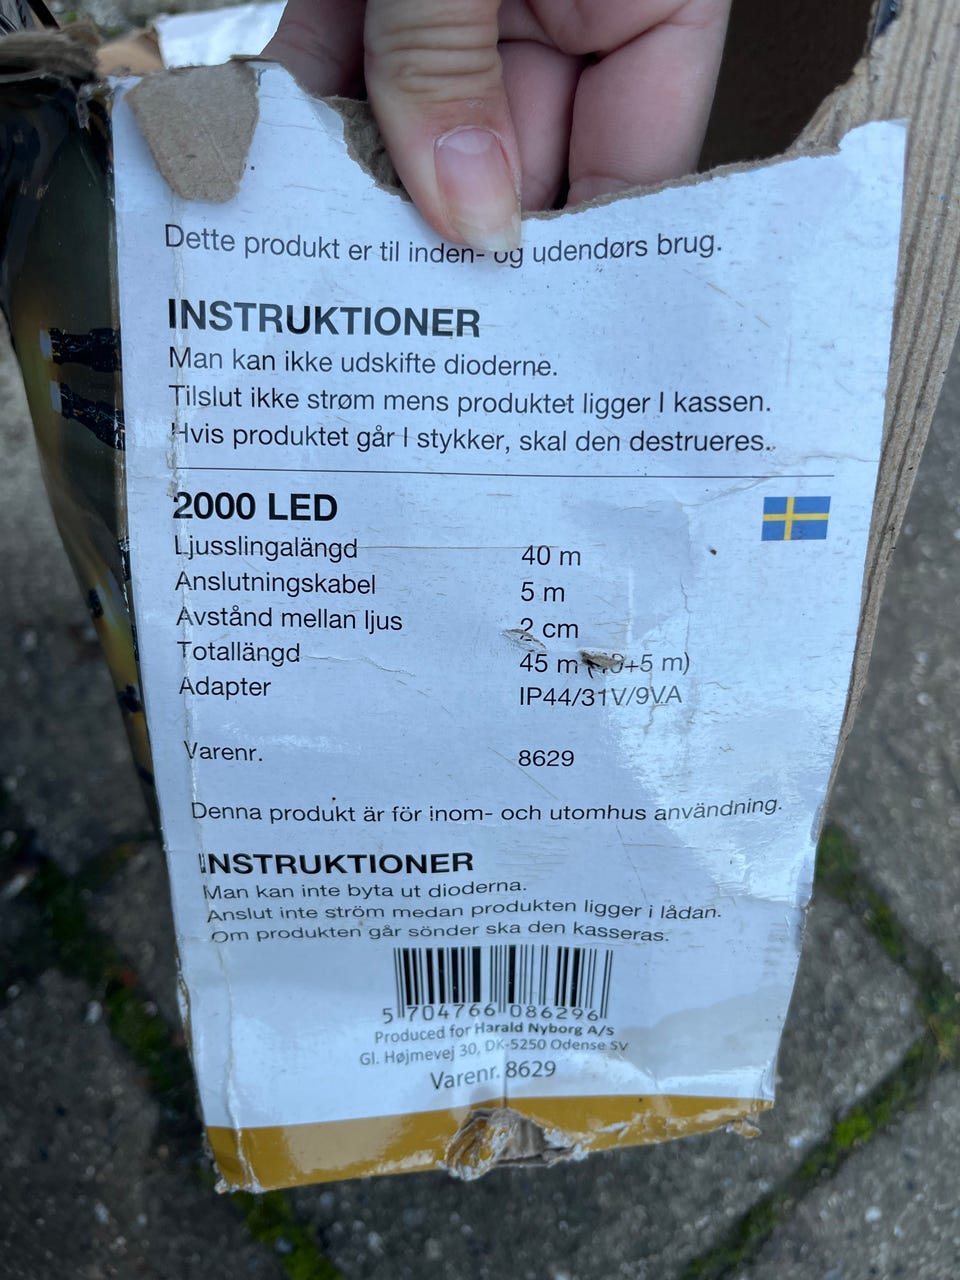 Dette produkt er til inden- og udendørs brug.
INSTRUKTIONER
Man kan ikke udskifte dioderne.
Tilslut ikke strøm mens produktet ligger I kassen.
Hvis produktet går I stykker, skal den destrueres..
2000 LED
Ljusslingalängd 40 m
Anslutningskabel 5 m
Avstånd mellan ljus 2 cm
Totallängd 45 m (40+5 m)
Adapter IP44/31V/9VA
Varenr. 8629
Denna produkt är för inom- och utomhus användning.
INSTRUKTIONER
Man kan inte byta ut dioderna.
Anslut inte ström medan produkten ligger i lådan.
Om produkten går sönder ska den kasseras.
5 704766 086296
Produced for Harald Nyborg A/s
Gl. Højmevej 30, DK-5250 Odense SV
Varenr. 8629